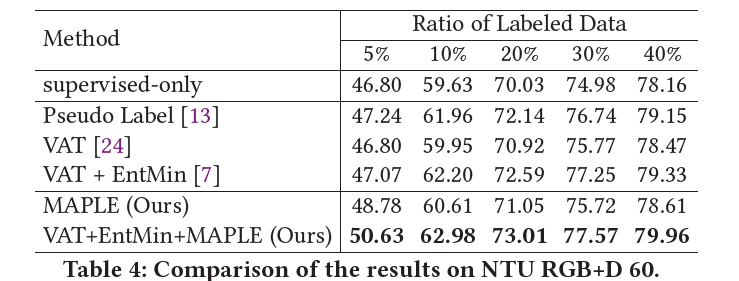 Method Ratio of Labeled Data
5% 10% 20% 30% 40%
supervised-only 46.80 59.63 70.03 74.98 78.16
Pseudo Label [13] 47.24 61.96 72.14 76.74 79.15
VAT [24] 46.80 59.95 70.92 75.77 78.47
VAT + EntMin [7] 47.07 62.20 72.59 77.25 79.33
MAPLE (Ours) 48.78 60.61 71.05 75.72 78.61
VAT+EntMin+MAPLE (Ours) 50.63 62.98 73.01 77.57 79.96
Table 4: Comparison of the results on NTU RGB+D 60.